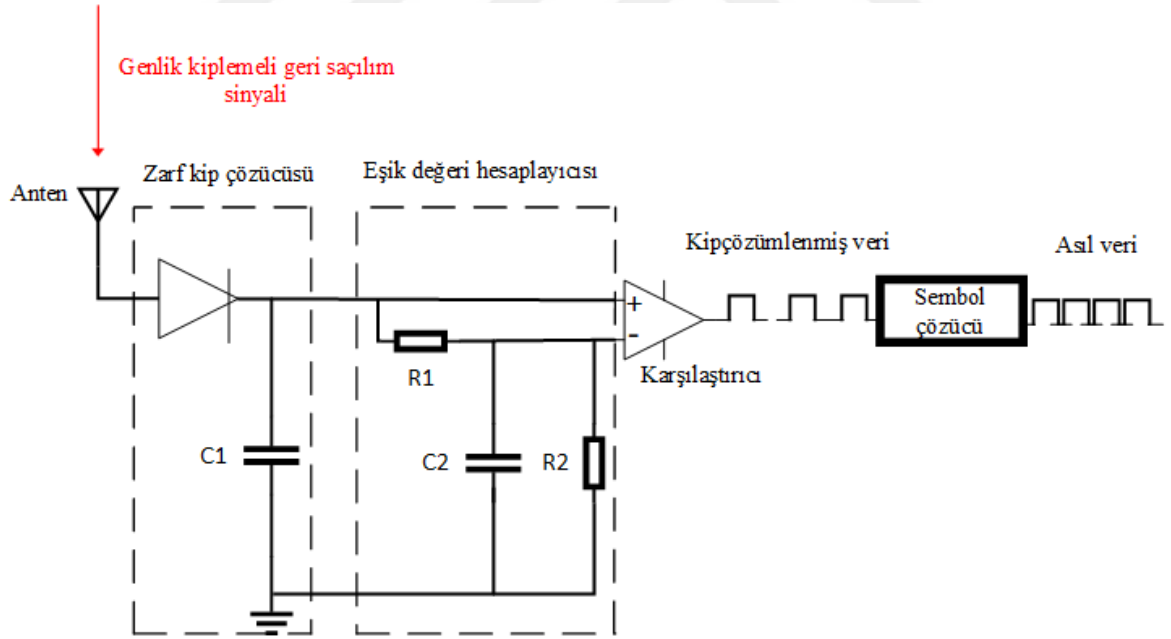 Genlik kiplemeli geri saçılım
sinyali
Zarf kip çözücüsü
Eşik değeri hesaplayıcısı
Anten
Kipçözümlenmiş veri
Asıl veri
+
-
Sembol
çözücü
R1
Karşılaştırıcı
C1
C2
R2